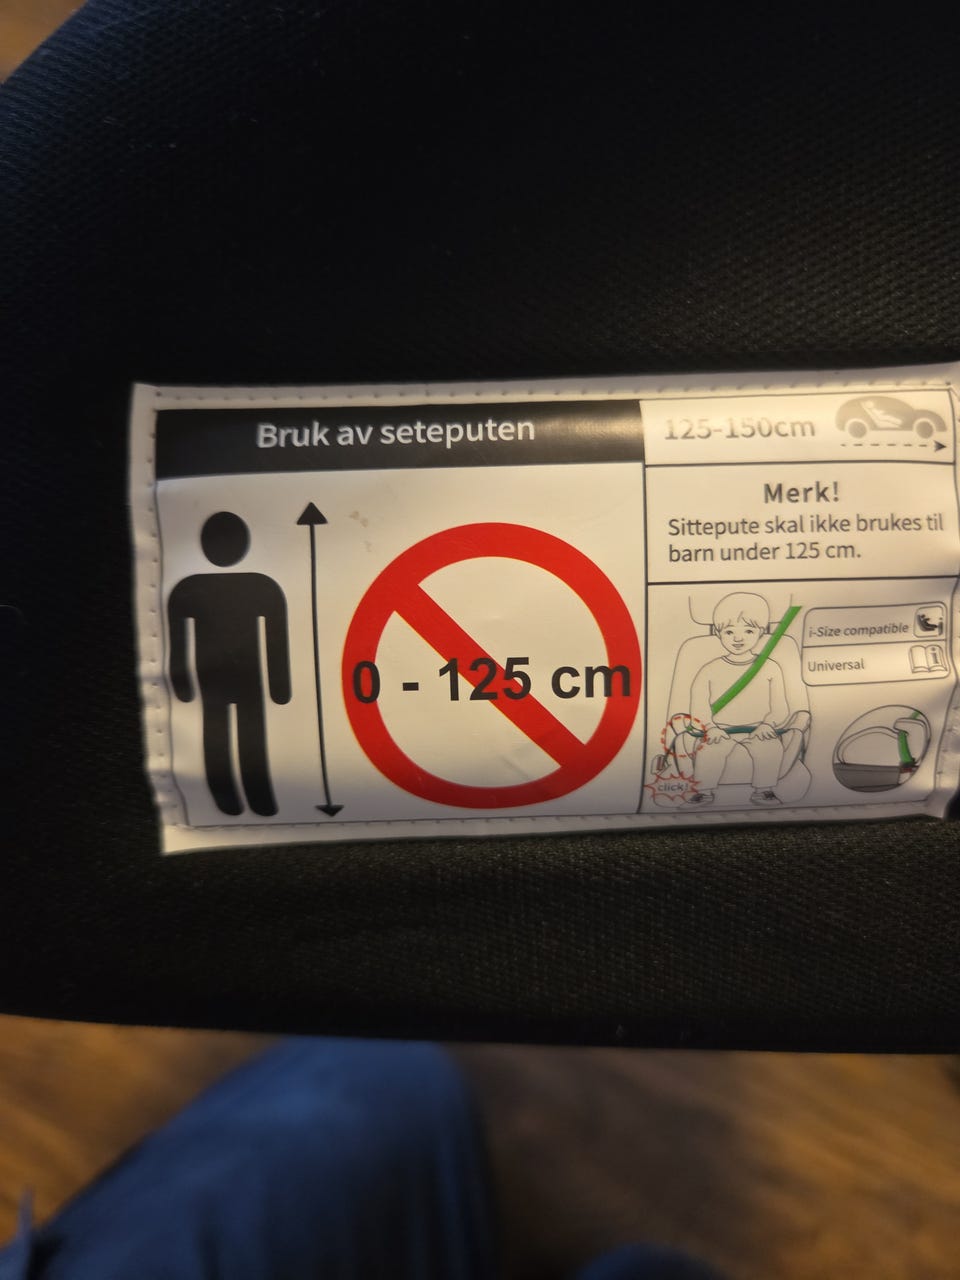 Bruk av seteputen
0 - 125 cm
125-150cm
Merk!
Sittepute skal ikke brukes til
barn under 125 cm.
i-Size compatible
Universal
i
click!